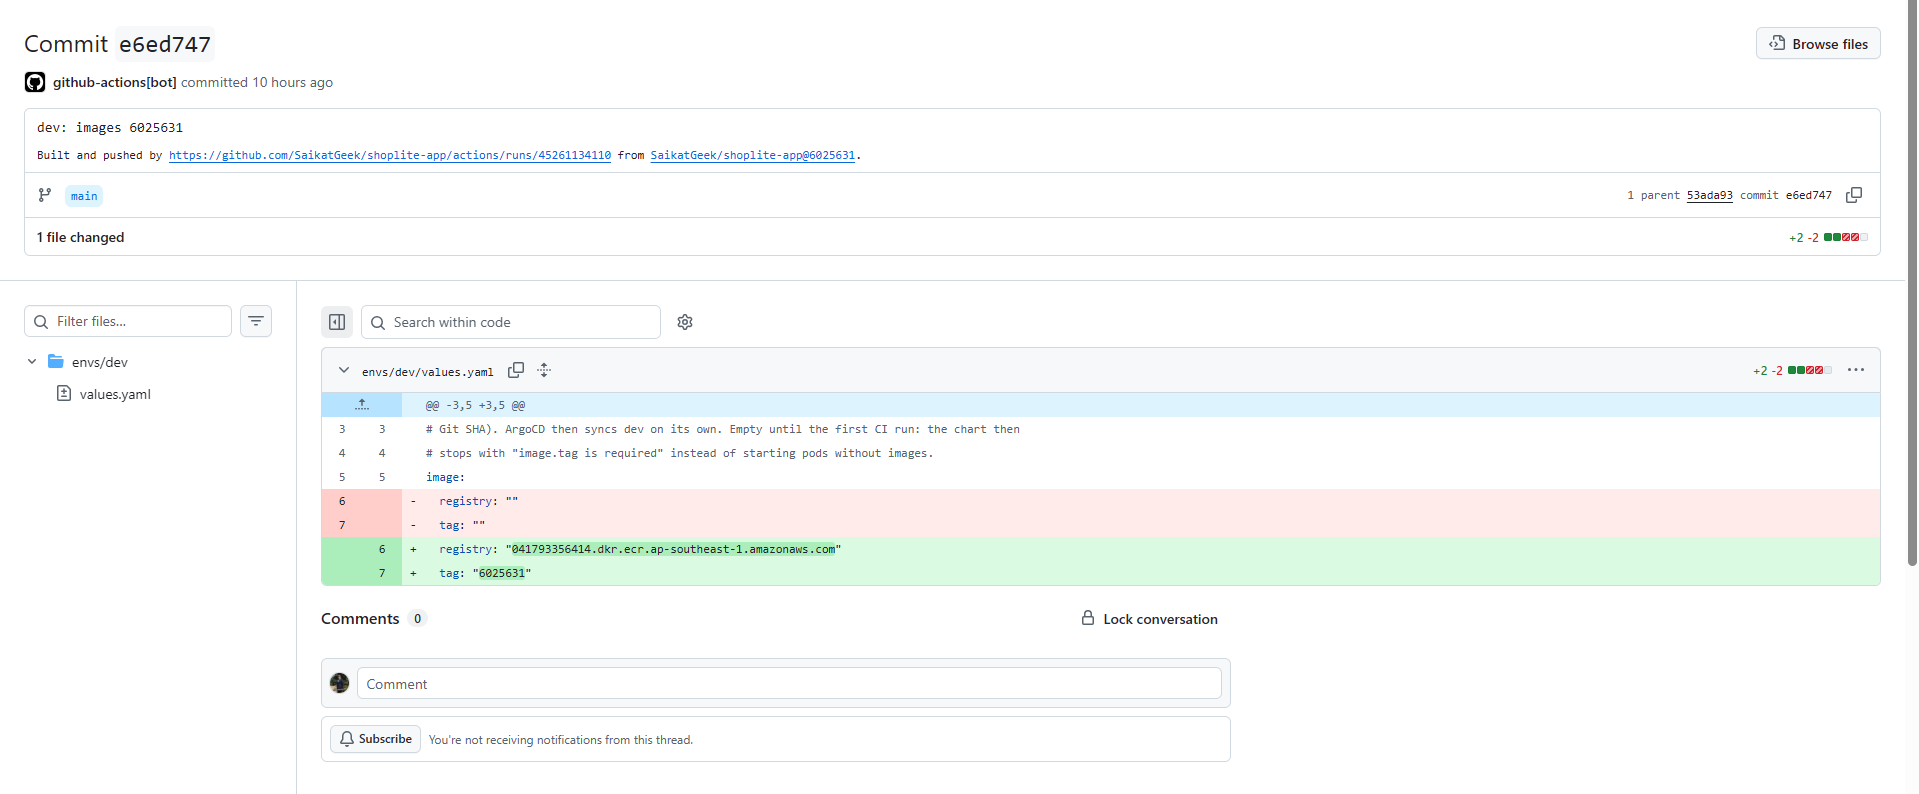 Commit e6ed747
Browse files
github-actions[bot] committed 10 hours ago
dev: images 6025631
Built and pushed by https://github.com/SaikatGeek/shoplite-app/actions/runs/45261134110 from SaikatGeek/shoplite-app@6025631.
main
1 parent 53ada93 commit e6ed747
1 file changed
+2 -2
Filter files...
Search within code
envs/dev
values.yaml
envs/dev/values.yaml
+2 -2
@@ -3,5 +3,5 @@
3 3 # Git SHA). ArgoCD then syncs dev on its own. Empty until the first CI run: the chart then
4 4 # stops with "image.tag is required" instead of starting pods without images.
5 5 image:
6 - registry: ""
7 - tag: ""
6 + registry: "041793356414.dkr.ecr.ap-southeast-1.amazonaws.com"
7 + tag: "6025631"
Comments 0
Lock conversation
Comment
Subscribe You're not receiving notifications from this thread.